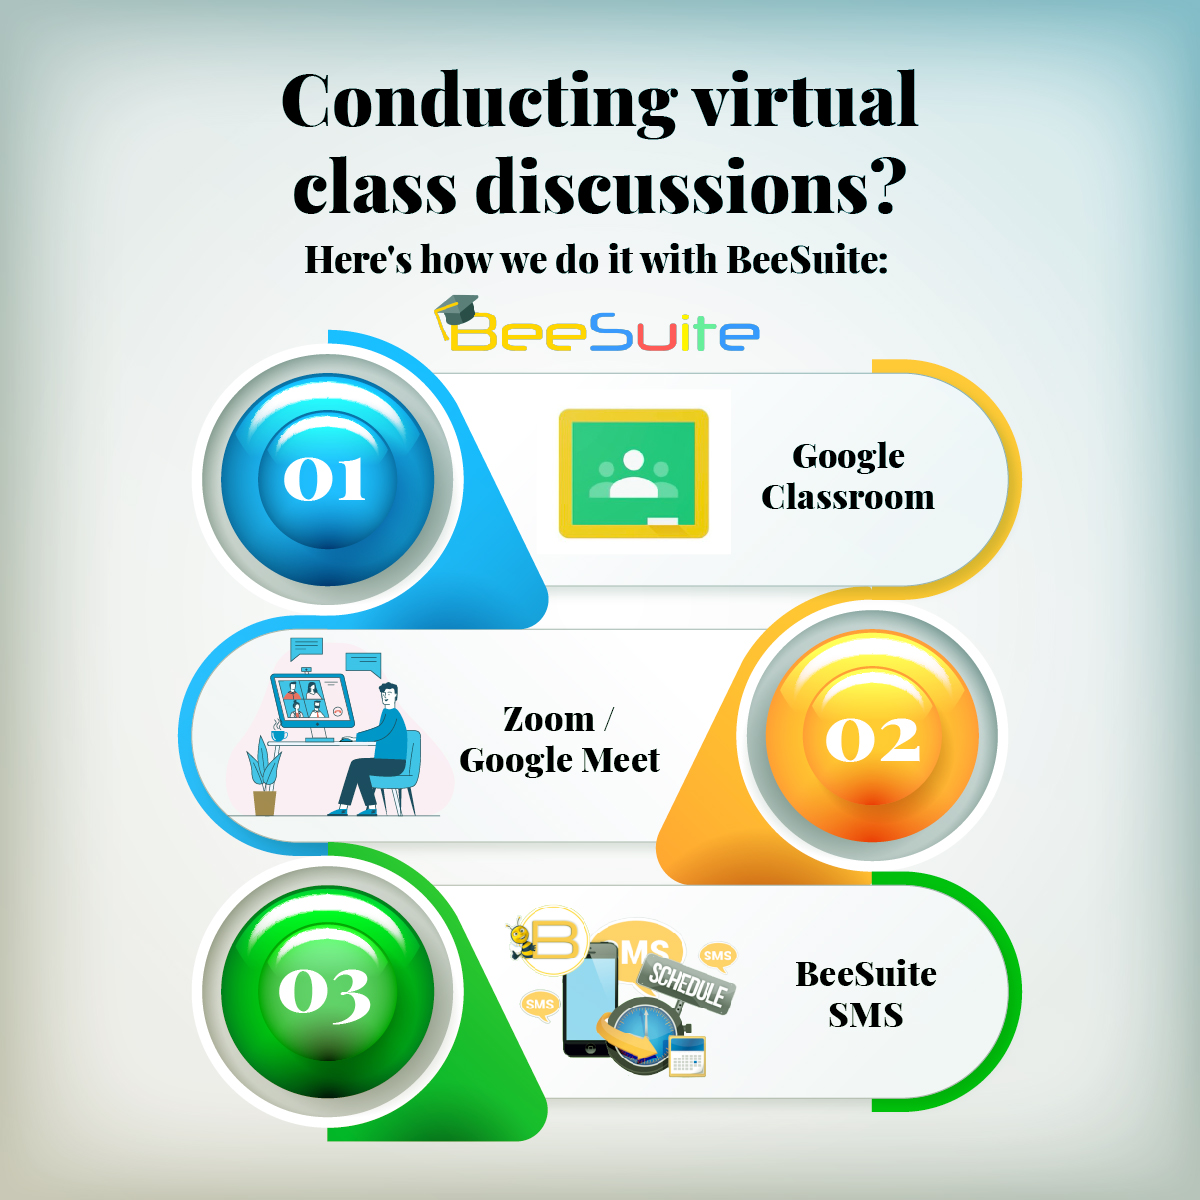 Conducting virtual
class discussions?
Here's how we do it with BeeSuite:
BeeSuite
01
Google
Classroom
Zoom /
Google Meet
02
03
B
SMS
SMS
SCHEDULE
SMS
BeeSuite
SMS